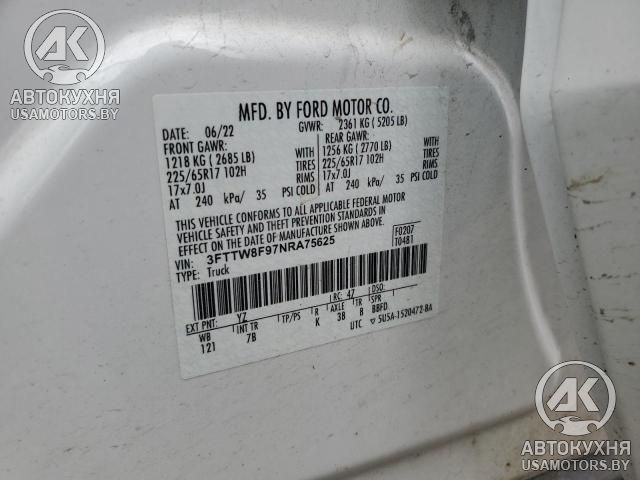 АК
АВТОКУХНЯ
USAMOTORS.BY
MFD. BY FORD MOTOR CO.
DATE: 06/22 GVWR: 2361 KG ( 5205 LB)
FRONT GAWR: REAR GAWR:
1218 KG ( 2685 LB) WITH 1256 KG ( 2770 LB) WITH
225/65R17 102H TIRES 225/65R17 102H TIRES
17x7.0J RIMS 17x7.0J RIMS
AT 240 kPa/ 35 PSI COLD AT 240 kPa/ 35 PSI COLD
THIS VEHICLE CONFORMS TO ALL APPLICABLE FEDERAL MOTOR
VEHICLE SAFETY AND THEFT PREVENTION STANDARDS IN
EFFECT ON THE DATE OF MANUFACTURE SHOWN ABOVE.
VIN: 3FTTW8F97NRA75625 F0207
TYPE: Truck T0481
EXT PNT: YZ RC: 47 DSO:
WB INT TR TP/PS R AXLE TR SPR
121 7B K 3B 8 BBFD
UTC 5U5A-1520472-BA
АК
АВТОКУХНЯ
USAMOTORS.BY